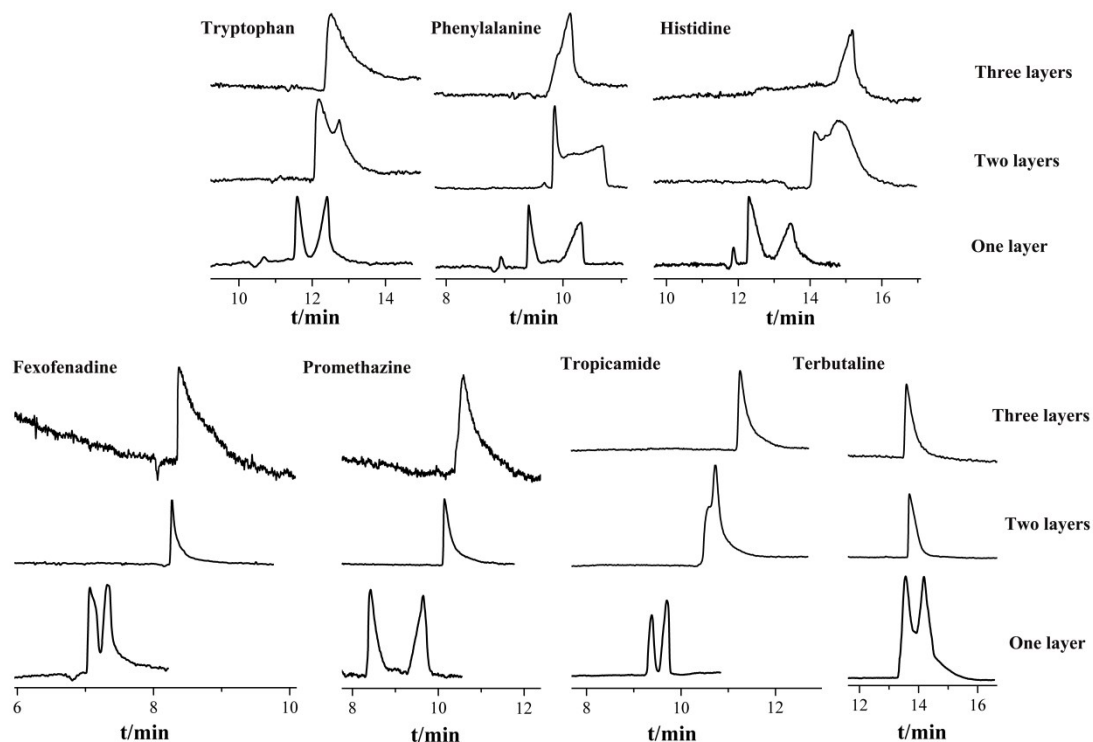 Tryptophan Phenylalanine Histidine
Three layers
Two layers
One layer
10 12 14 8 10 10 12 14 16
t/min t/min t/min
Fexofenadine Promethazine Tropicamide Terbutaline
Three layers
Two layers
One layer
6 8 10 8 10 12 8 10 12 12 14 16
t/min t/min t/min t/min